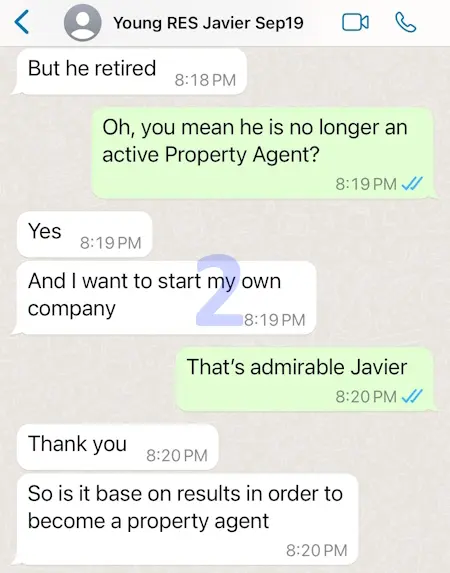 Young RES Javier Sep19
But he retired
8:18 PM
Oh, you mean he is no longer an
active Property Agent?
8:19 PM
Yes
8:19 PM
And I want to start my own
company
8:19 PM
2
That's admirable Javier
8:20 PM
Thank you
8:20 PM
So is it base on results in order to
become a property agent
8:20 PM